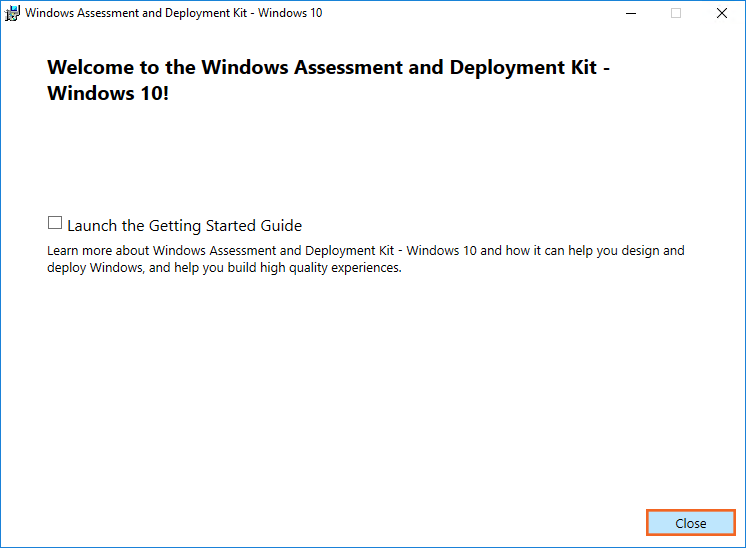 Windows Assessment and Deployment Kit - Windows 10
Welcome to the Windows Assessment and Deployment Kit -
Windows 10!
Launch the Getting Started Guide
Learn more about Windows Assessment and Deployment Kit - Windows 10 and how it can help you design and
deploy Windows, and help you build high quality experiences.
Close